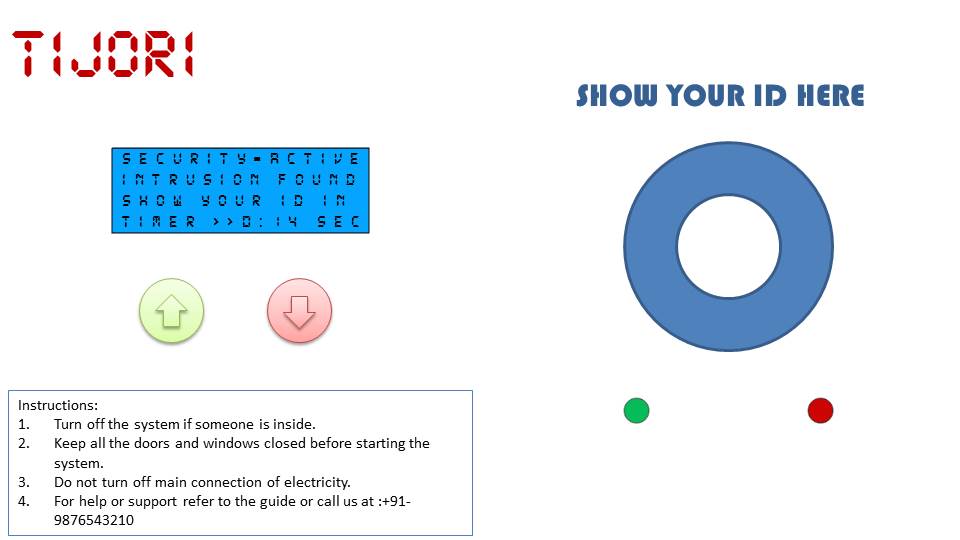 TIJORI
SHOW YOUR ID HERE
SECURITY=ACTIVE
INTRUSION FOUND
SHOW YOUR ID IN
TIMER >>0:14 SEC
Instructions:
1. Turn off the system if someone is inside.
2. Keep all the doors and windows closed before starting the
system.
3. Do not turn off main connection of electricity.
4. For help or support refer to the guide or call us at :+91-
9876543210